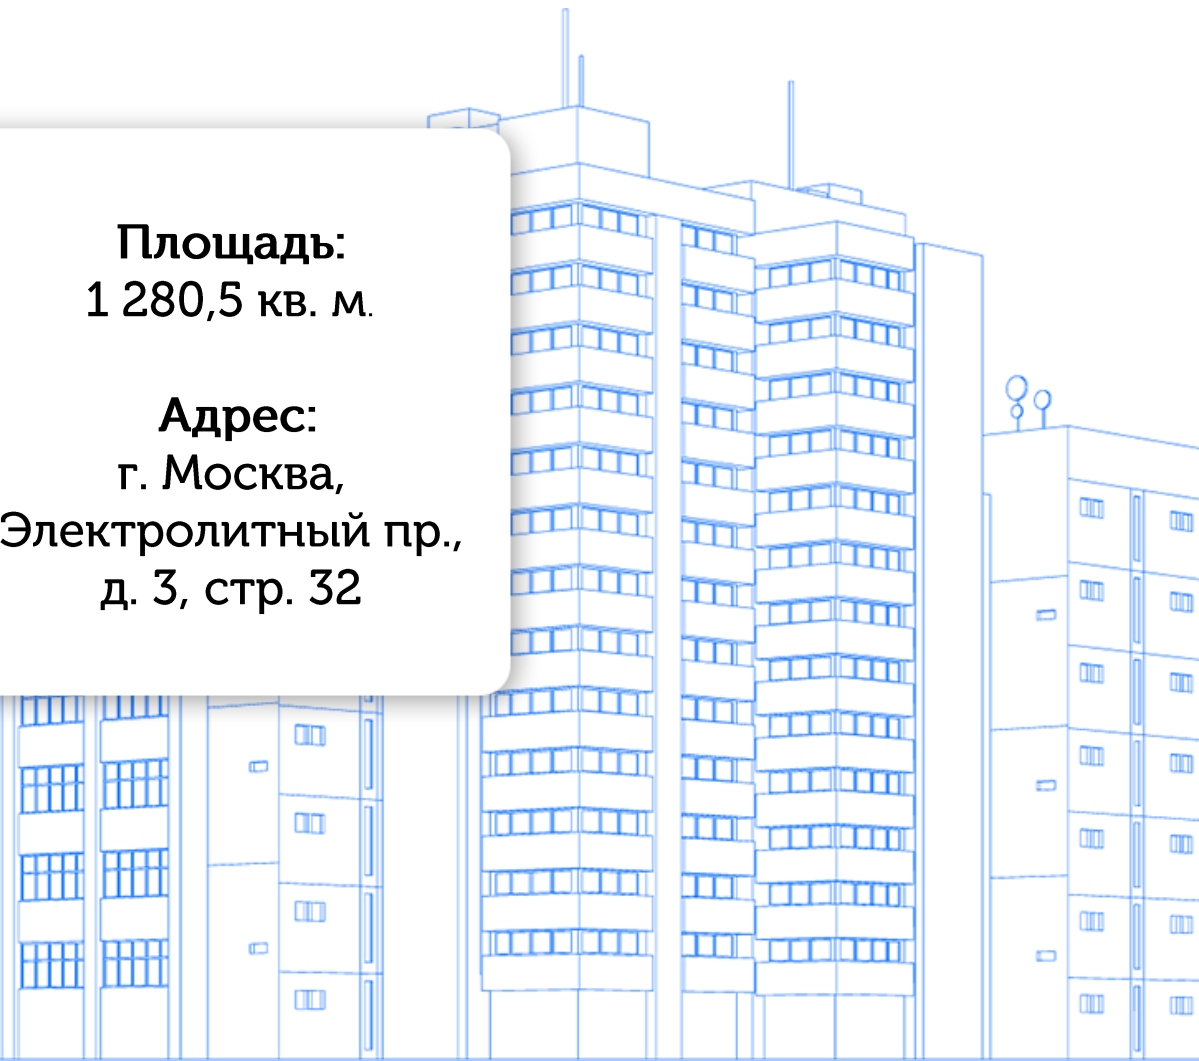 Площадь:
1 280,5 кв. м.
Адрес:
г. Москва,
Электролитный пр.,
д. 3, стр. 32